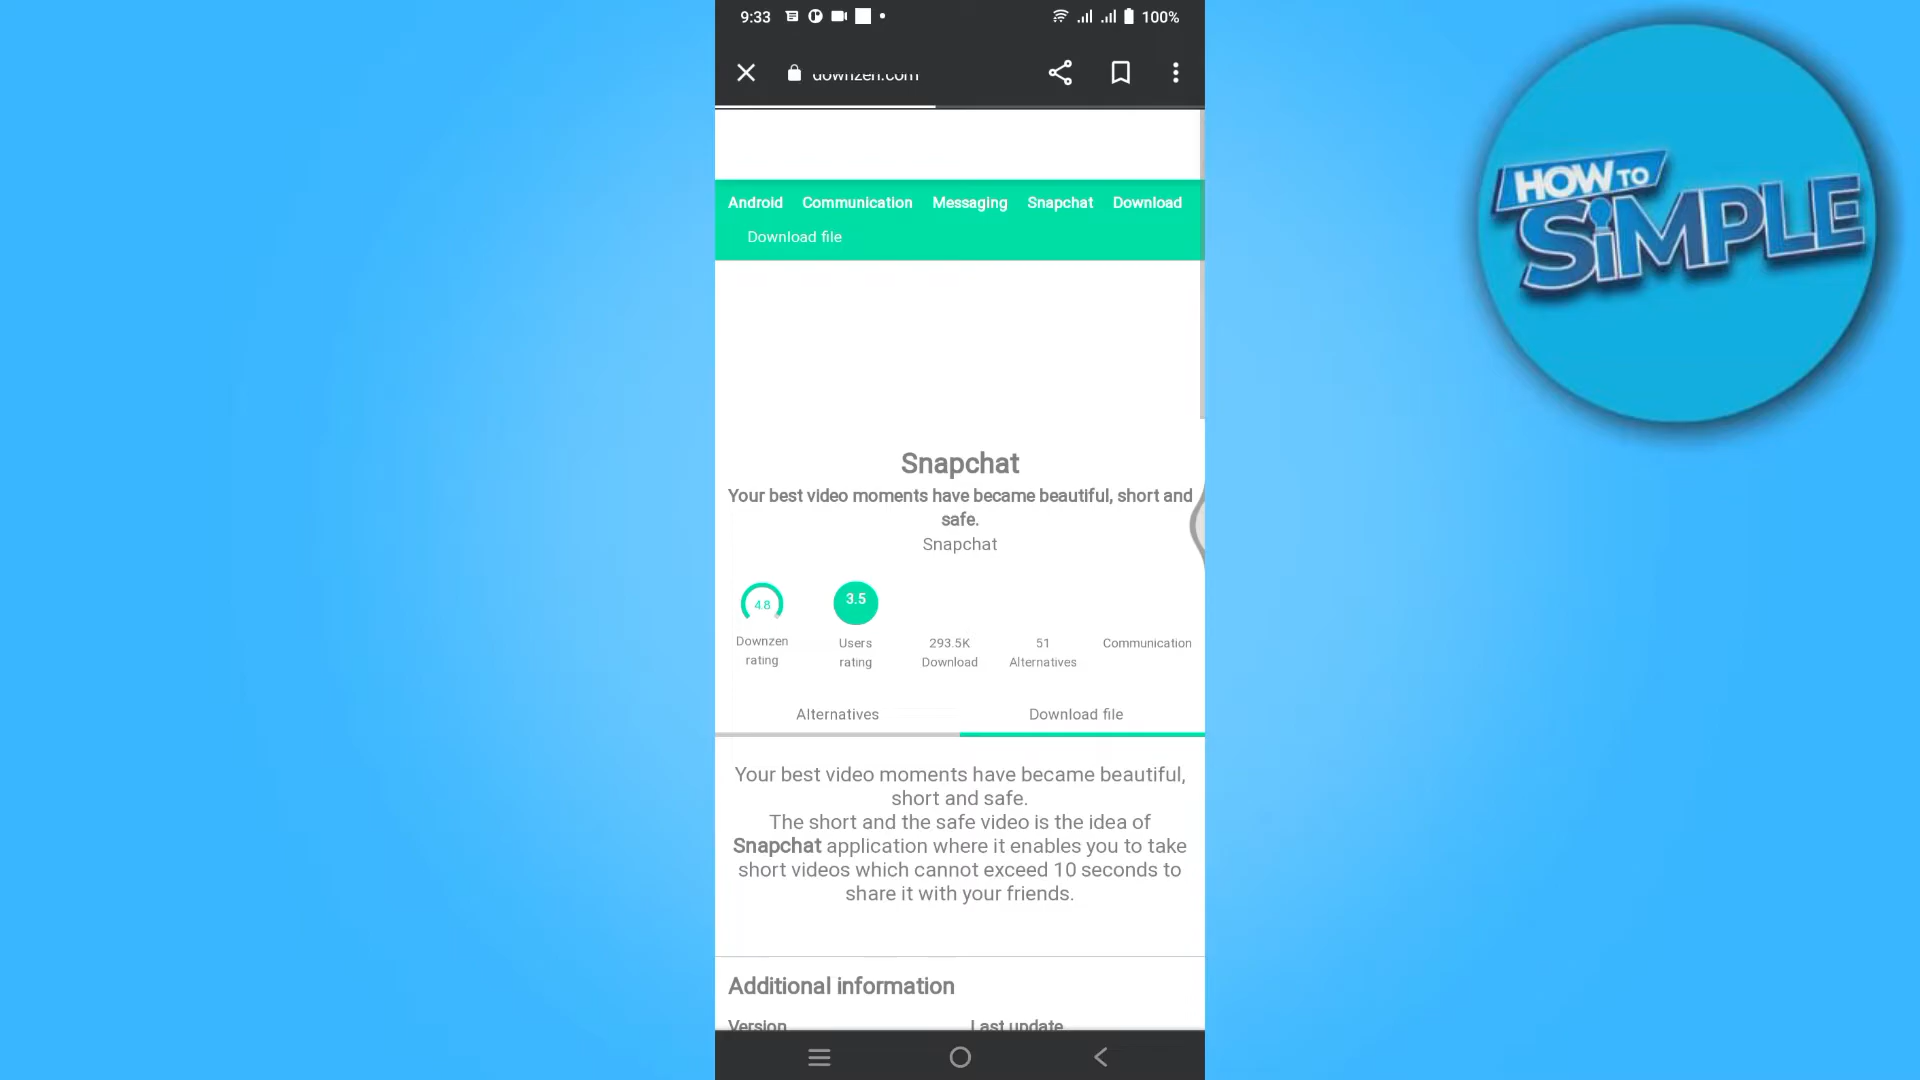 9:33
100%
downzen.com
HOW TO
SiMPLE
Android Communication Messaging Snapchat Download
Download file
Snapchat
Your best video moments have became beautiful, short and
safe.
Snapchat
4.8
3.5
Downzen
rating
Users
rating
293.5K
Download
51
Alternatives
Communication
Alternatives
Download file
Your best video moments have became beautiful,
short and safe.
The short and the safe video is the idea of
Snapchat application where it enables you to take
short videos which cannot exceed 10 seconds to
share it with your friends.
Additional information
Version
Last update